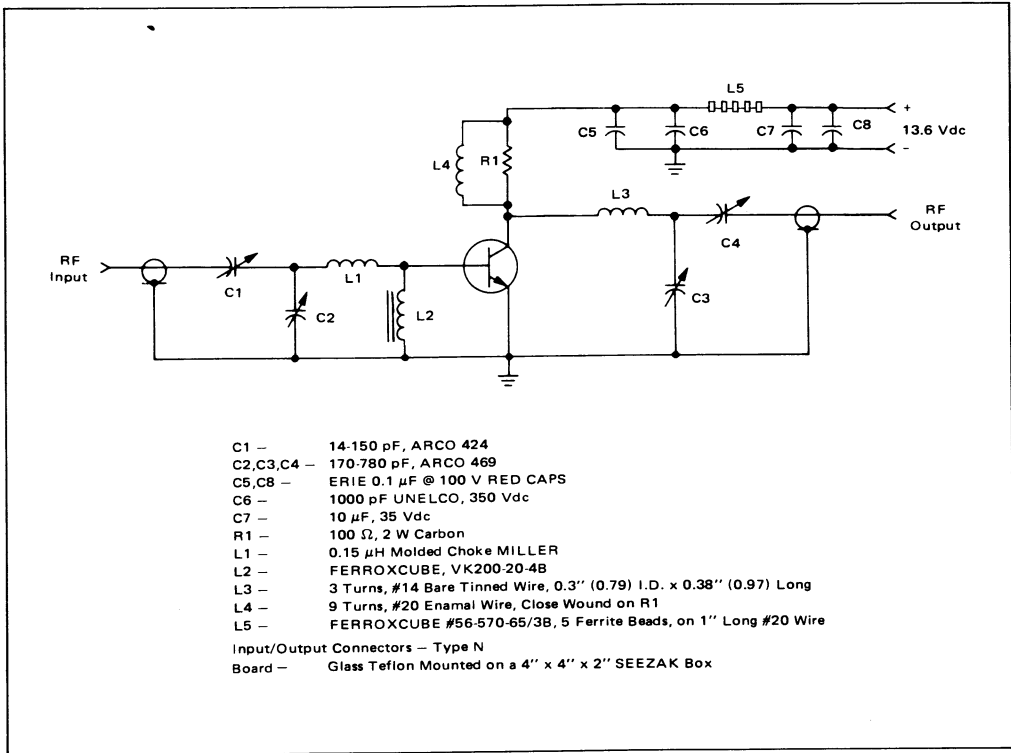 L5
+
C5
C6
C7
C8
13.6 Vdc
-
L4
R1
L3
RF
Output
C4
RF
Input
C1
L1
C3
C2
L2
C1 – 14-150 pF, ARCO 424
C2,C3,C4 – 170-780 pF, ARCO 469
C5,C8 – ERIE 0.1 μF @ 100 V RED CAPS
C6 – 1000 pF UNELCO, 350 Vdc
C7 – 10 μF, 35 Vdc
R1 – 100 Ω, 2 W Carbon
L1 – 0.15 μH Molded Choke MILLER
L2 – FERROXCUBE, VK200-20-4B
L3 – 3 Turns, #14 Bare Tinned Wire, 0.3'' (0.79) I.D. x 0.38'' (0.97) Long
L4 – 9 Turns, #20 Enamal Wire, Close Wound on R1
L5 – FERROXCUBE #56-570-65/3B, 5 Ferrite Beads, on 1'' Long #20 Wire
Input/Output Connectors – Type N
Board – Glass Teflon Mounted on a 4'' x 4'' x 2'' SEEZAK Box